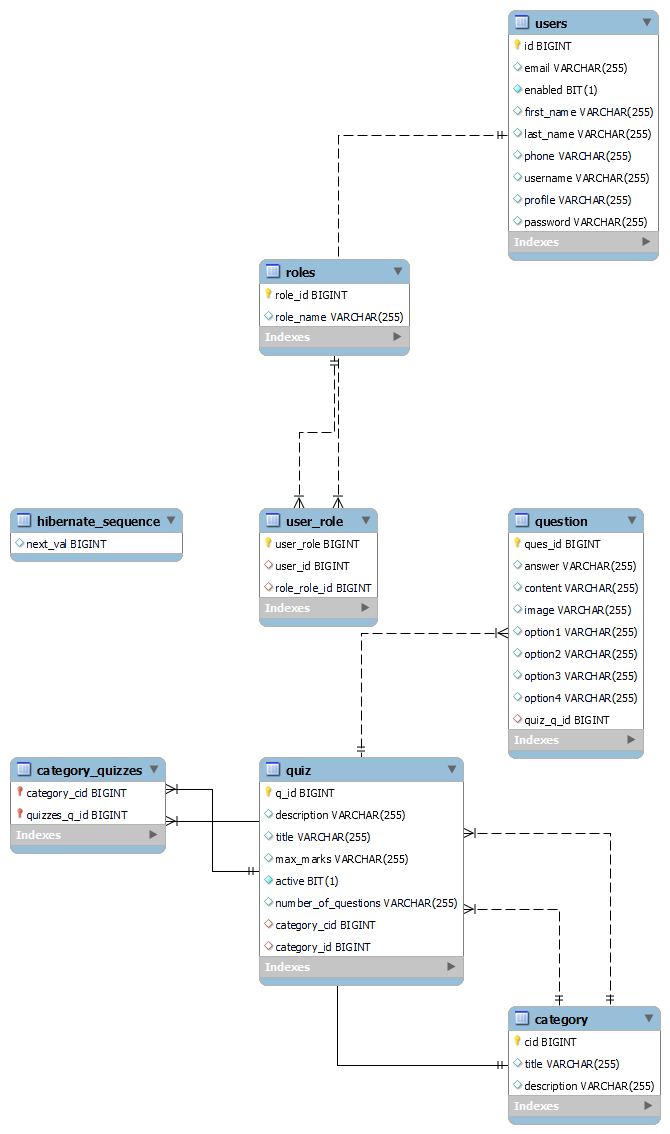 users
id BIGINT
email VARCHAR(255)
enabled BIT(1)
first_name VARCHAR(255)
last_name VARCHAR(255)
phone VARCHAR(255)
username VARCHAR(255)
profile VARCHAR(255)
password VARCHAR(255)
Indexes
roles
role_id BIGINT
role_name VARCHAR(255)
Indexes
hibernate_sequence
next_val BIGINT
user_role
user_role BIGINT
user_id BIGINT
role_role_id BIGINT
Indexes
question
ques_id BIGINT
answer VARCHAR(255)
content VARCHAR(255)
image VARCHAR(255)
option1 VARCHAR(255)
option2 VARCHAR(255)
option3 VARCHAR(255)
option4 VARCHAR(255)
quiz_q_id BIGINT
Indexes
category_quizzes
category_cid BIGINT
quizzes_q_id BIGINT
Indexes
quiz
q_id BIGINT
description VARCHAR(255)
title VARCHAR(255)
max_marks VARCHAR(255)
active BIT(1)
number_of_questions VARCHAR(255)
category_cid BIGINT
category_id BIGINT
Indexes
category
cid BIGINT
title VARCHAR(255)
description VARCHAR(255)
Indexes